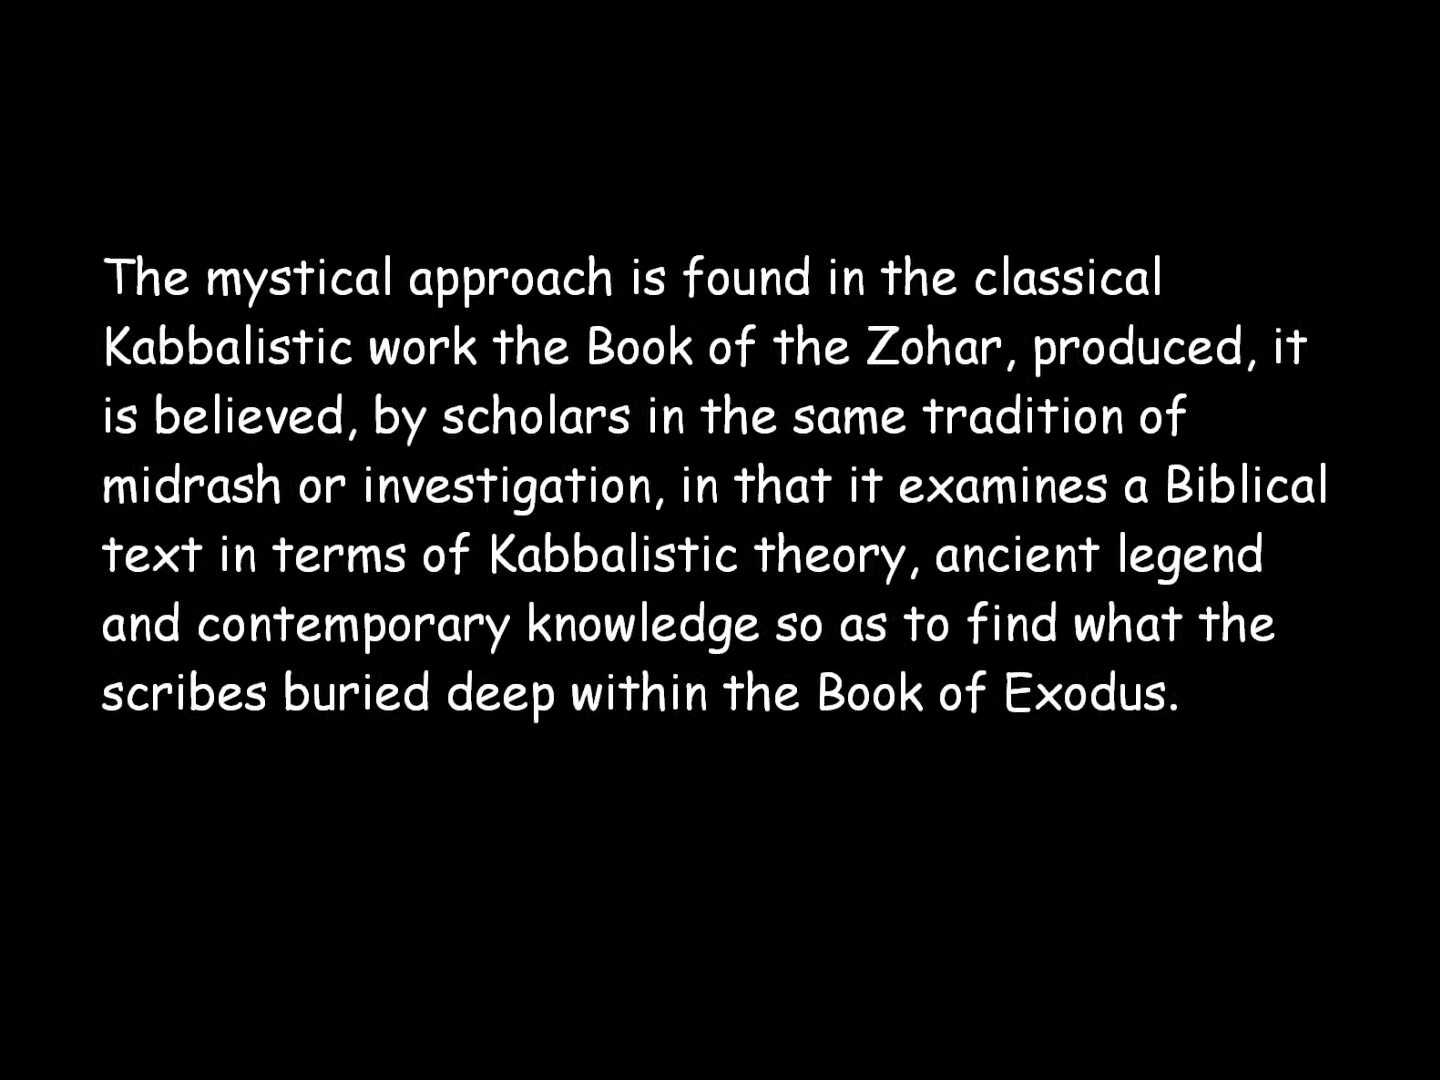 The mystical approach is found in the classical
Kabbalistic work the Book of the Zohar, produced, it
is believed, by scholars in the same tradition of
midrash or investigation, in that it examines a Biblical
text in terms of Kabbalistic theory, ancient legend
and contemporary knowledge so as to find what the
scribes buried deep within the Book of Exodus.